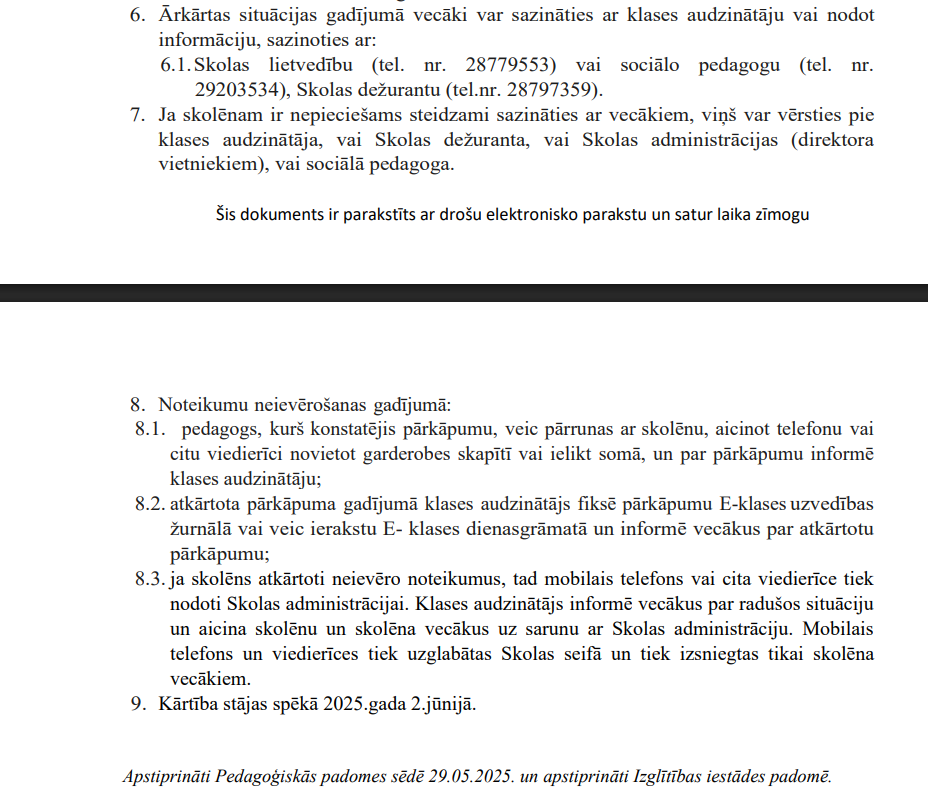 6. Ārkārtas situācijas gadījumā vecāki var sazināties ar klases audzinātāju vai nodot
informāciju, sazinoties ar:
6.1. Skolas lietvedību (tel. nr. 28779553) vai sociālo pedagogu (tel. nr.
29203534), Skolas dežurantu (tel.nr. 28797359).
7. Ja skolēnam ir nepieciešams steidzami sazināties ar vecākiem, viņš var vērsties pie
klases audzinātāja, vai Skolas dežuranta, vai Skolas administrācijas (direktora
vietniekiem), vai sociālā pedagoga.
Šis dokuments ir parakstīts ar drošu elektronisko parakstu un satur laika zīmogu
8. Noteikumu neievērošanas gadījumā:
8.1. pedagogs, kurš konstatējis pārkāpumu, veic pārrunas ar skolēnu, aicinot telefonu vai
citu viedierīci novietot garderobes skapītī vai ielikt somā, un par pārkāpumu informē
klases audzinātāju;
8.2. atkārtota pārkāpuma gadījumā klases audzinātājs fiksē pārkāpumu E-klases uzvedības
žurnālā vai veic ierakstu E- klases dienasgrāmatā un informē vecākus par atkārtotu
pārkāpumu;
8.3. ja skolēns atkārtoti neievēro noteikumus, tad mobilais telefons vai cita viedierīce tiek
nodoti Skolas administrācijai. Klases audzinātājs informē vecākus par radušos situāciju
un aicina skolēnu un skolēna vecākus uz sarunu ar Skolas administrāciju. Mobilais
telefons un viedierīces tiek uzglabātas Skolas seifā un tiek izsniegtas tikai skolēna
vecākiem.
9. Kārtība stājas spēkā 2025.gada 2.jūnijā.
Apstiprināti Pedagoģiskās padomes sēdē 29.05.2025. un apstiprināti Izglītības iestādes padomē.